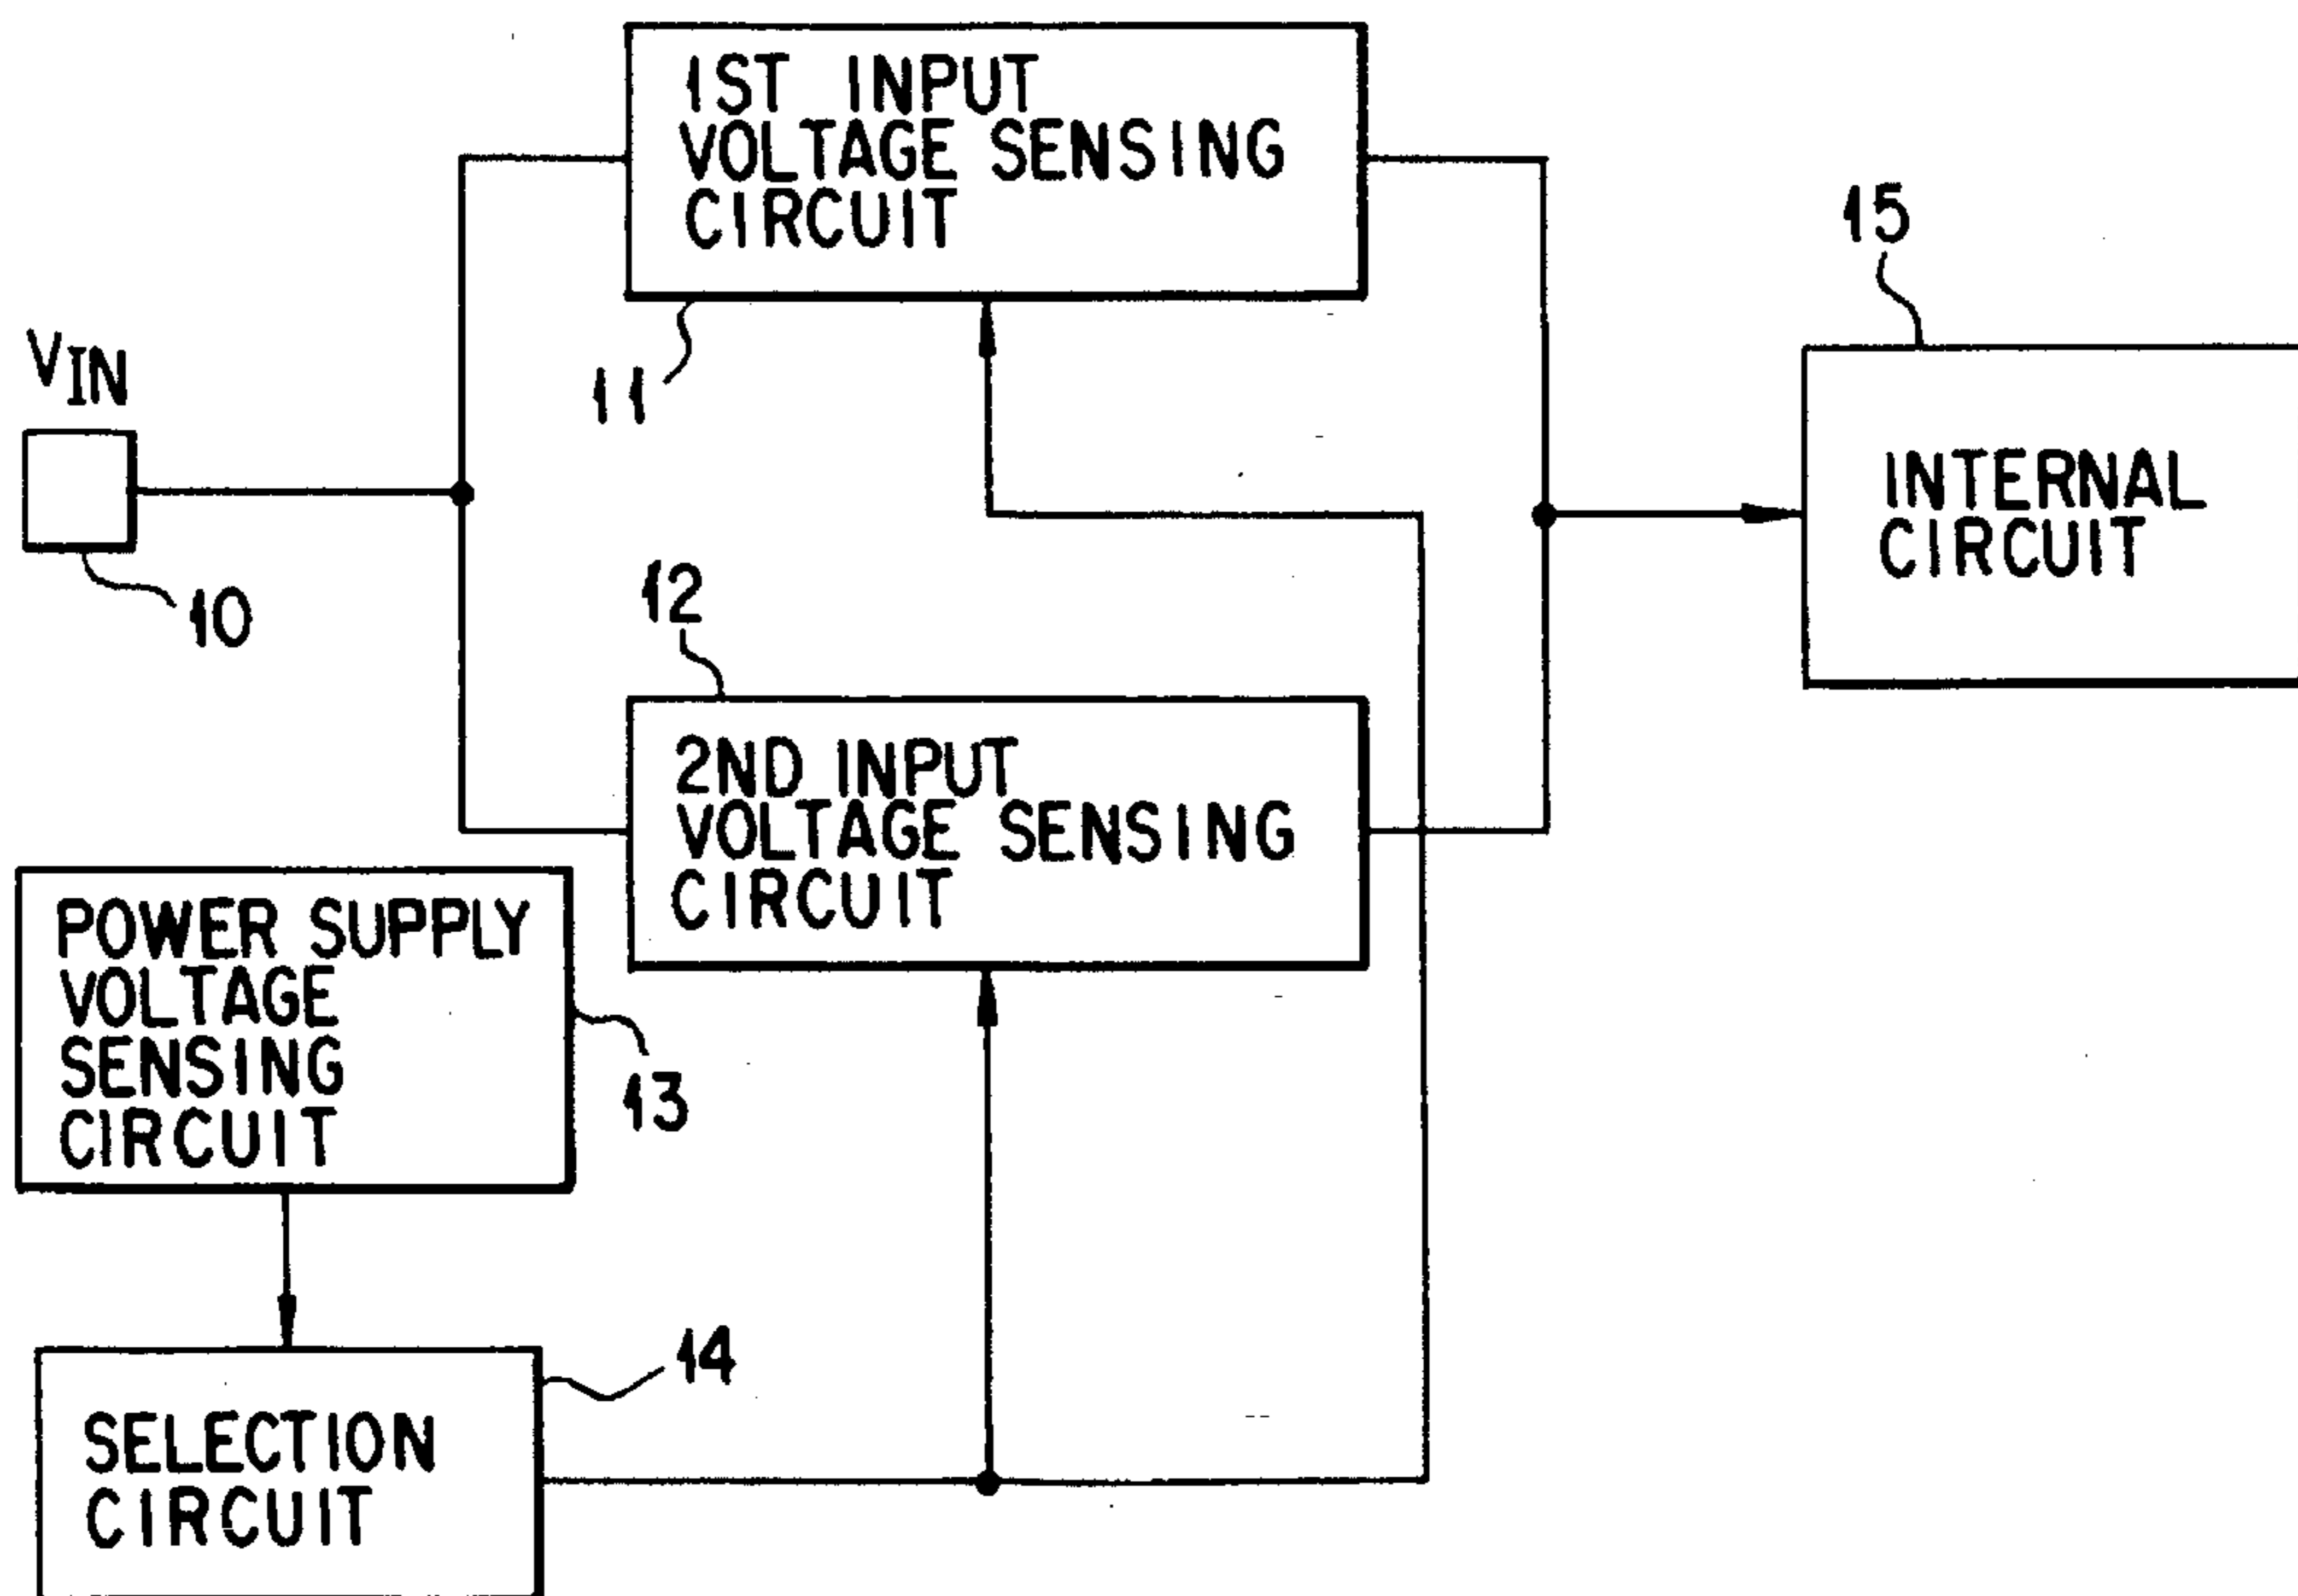 1ST INPUT
VOLTAGE SENSING
CIRCUIT
15
VIN
11
INTERNAL
CIRCUIT
10
12
2ND INPUT
VOLTAGE SENSING
CIRCUIT
POWER SUPPLY
VOLTAGE
SENSING
CIRCUIT
13
14
SELECTION
CIRCUIT